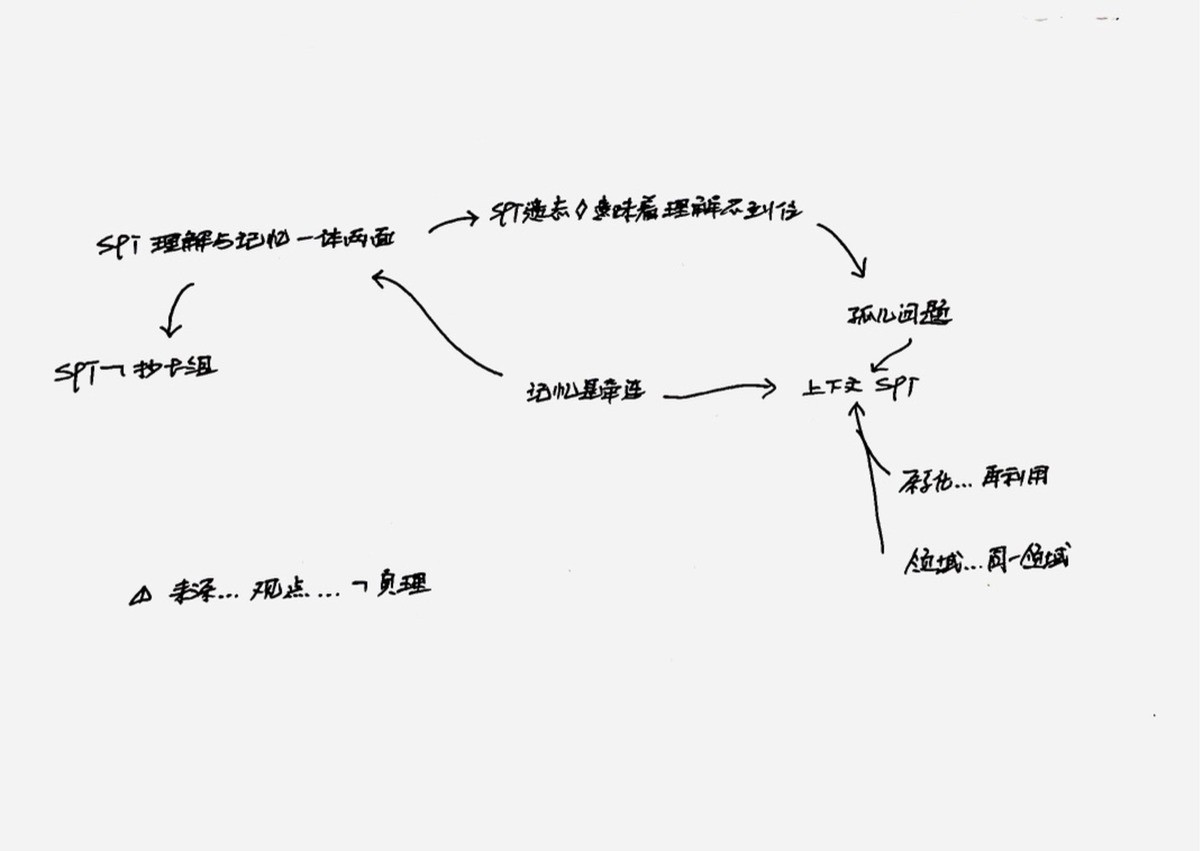 SPT遗忘◇意味着理解不到位
SPT 理解与记忆一体两面
孤儿问题
SPT ¬ 抄卡组
记忆是牵连
上下文 SPT
原子化... 再利用
领域... 同一领域
△ 来源... 观点... ¬ 真理